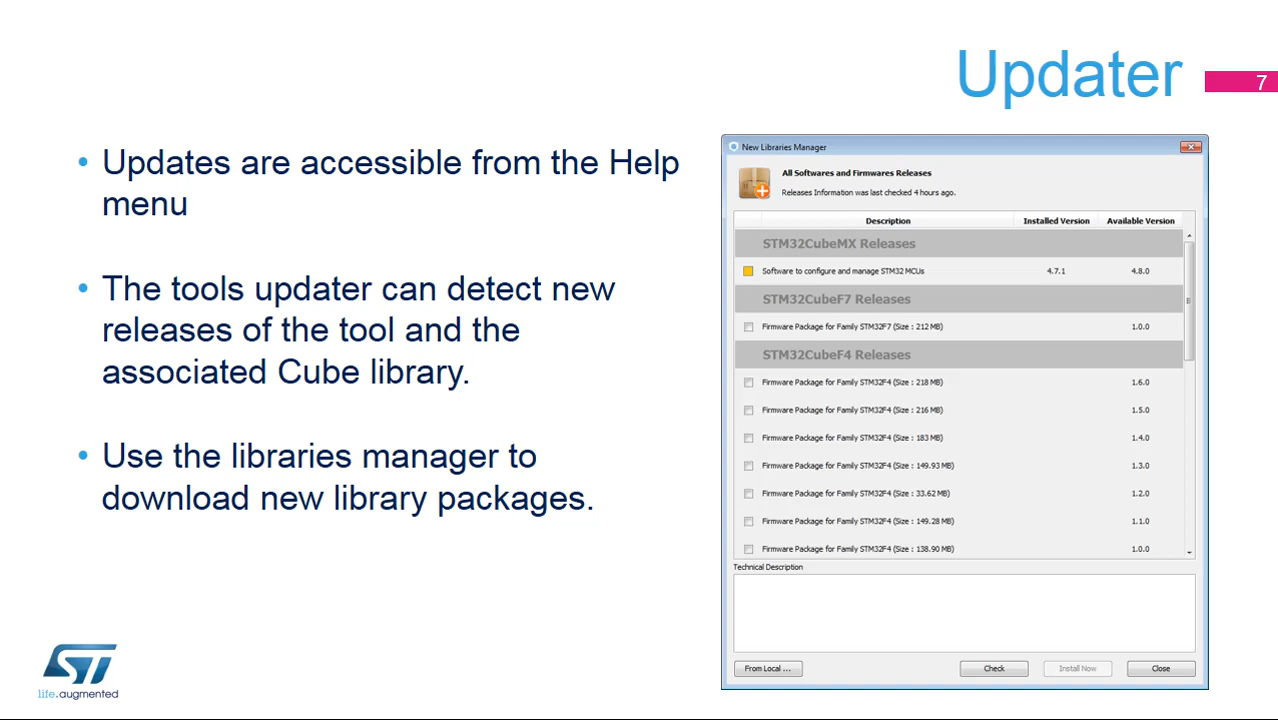 Updater
7
• Updates are accessible from the Help
menu
• The tools updater can detect new
releases of the tool and the
associated Cube library.
• Use the libraries manager to
download new library packages.
New Libraries Manager
All Softwares and Firmwares Releases
Releases Information was last checked 4 hours ago.
Description Installed Version Available Version
STM32CubeMX Releases
Software to configure and manage STM32 MCUs 4.7.1 4.8.0
STM32CubeF7 Releases
Firmware Package for Family STM32F7 (Size : 212 MB) 1.0.0
STM32CubeF4 Releases
Firmware Package for Family STM32F4 (Size : 218 MB) 1.6.0
Firmware Package for Family STM32F4 (Size : 216 MB) 1.5.0
Firmware Package for Family STM32F4 (Size : 183 MB) 1.4.0
Firmware Package for Family STM32F4 (Size : 149.93 MB) 1.3.0
Firmware Package for Family STM32F4 (Size : 33.62 MB) 1.2.0
Firmware Package for Family STM32F4 (Size : 149.28 MB) 1.1.0
Firmware Package for Family STM32F4 (Size : 138.90 MB) 1.0.0
Technical Description
From Local ... Check Install Now Close
ST
life.augmented